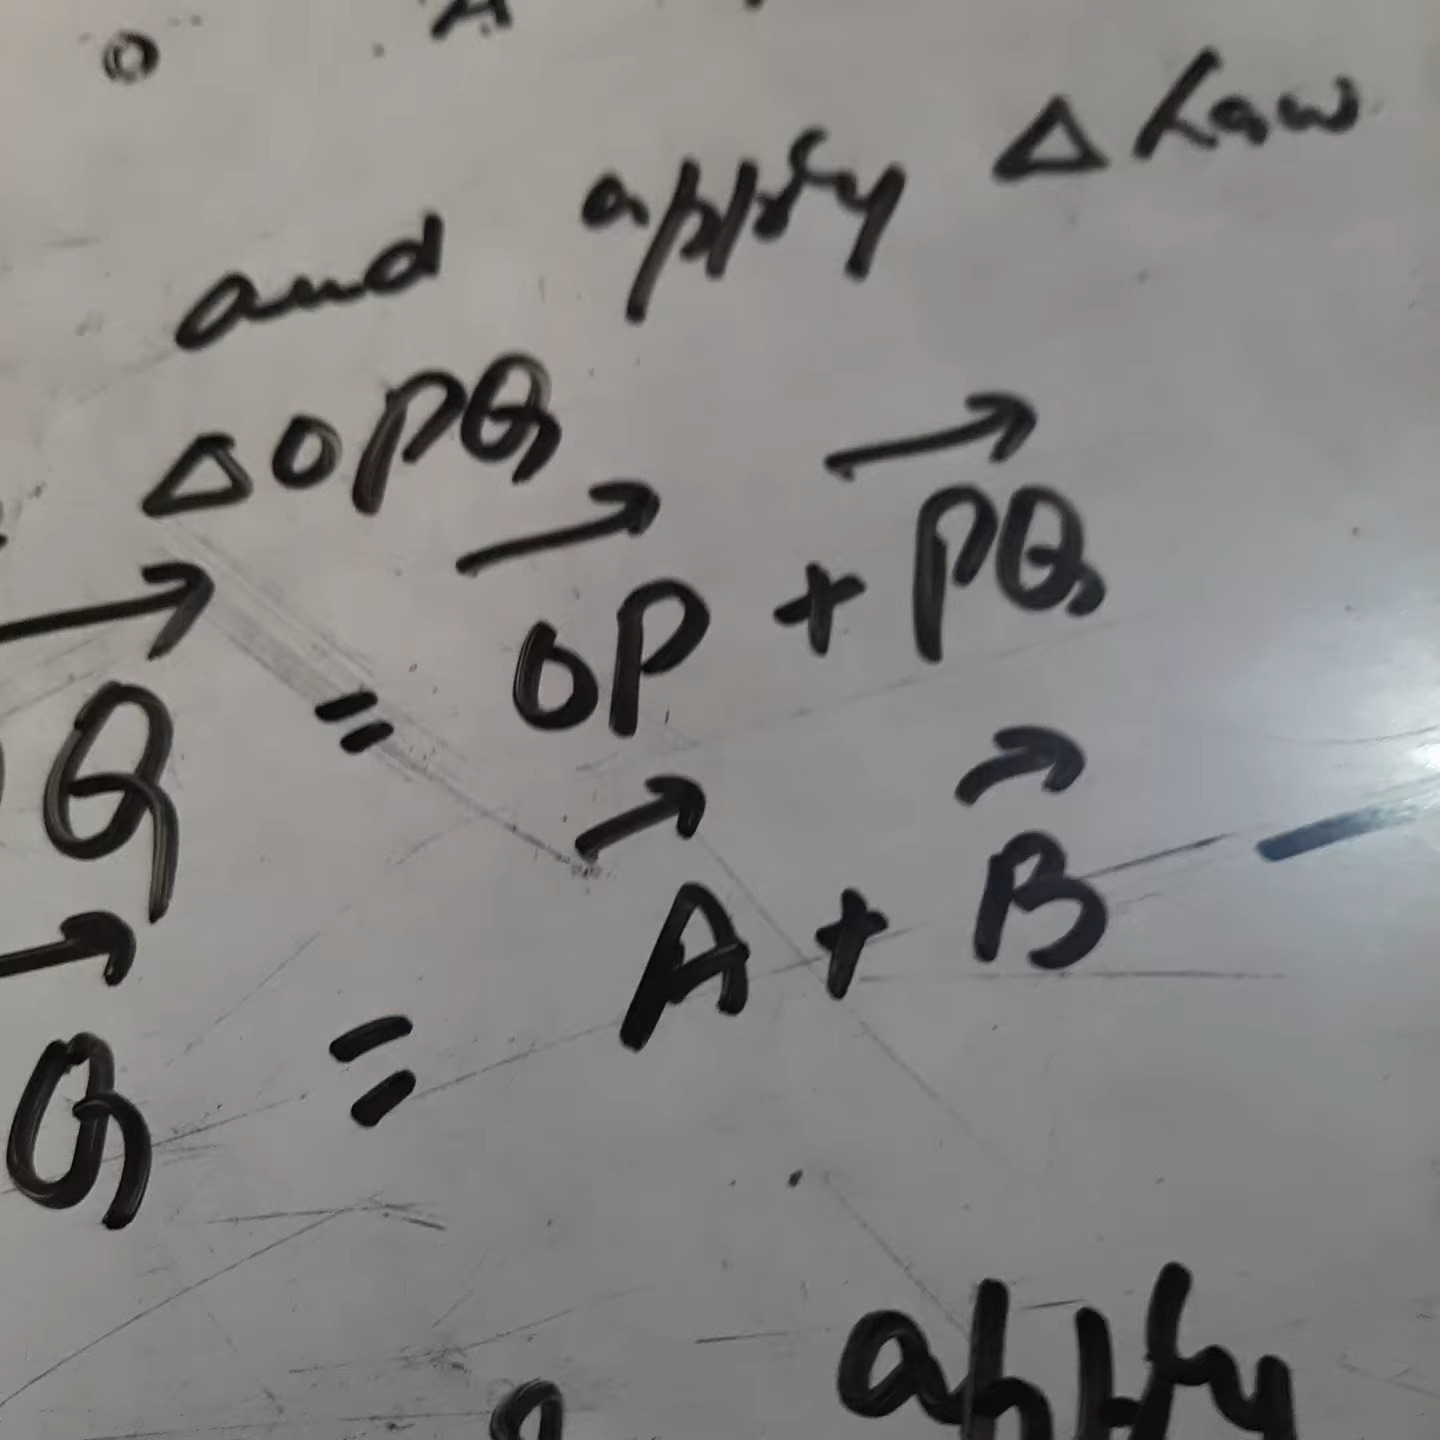 O A
and apply Δ Law
ΔOPQ
Q⃗ = OP⃗ + PQ⃗
Q⃗ = A⃗ + B⃗ —
apply